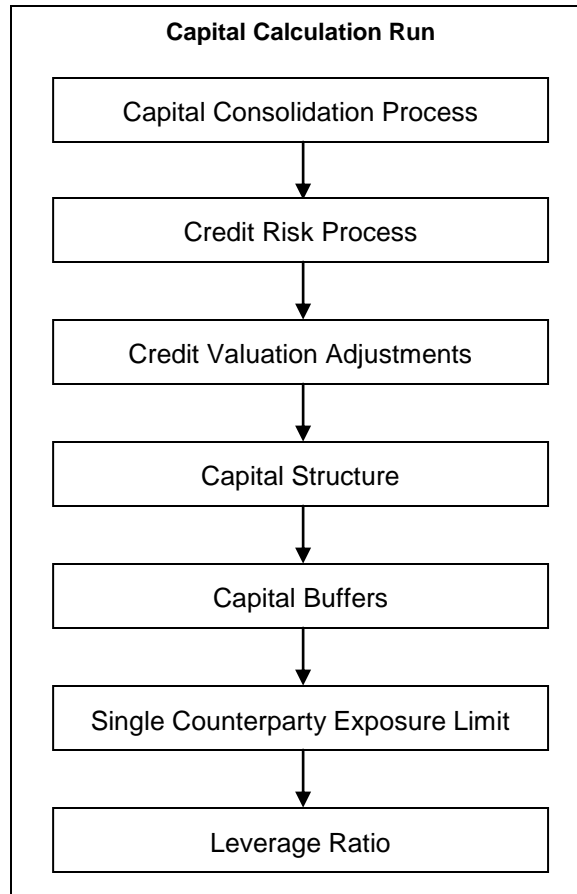 Capital Calculation Run
Capital Consolidation Process
Credit Risk Process
Credit Valuation Adjustments
Capital Structure
Capital Buffers
Single Counterparty Exposure Limit
Leverage Ratio